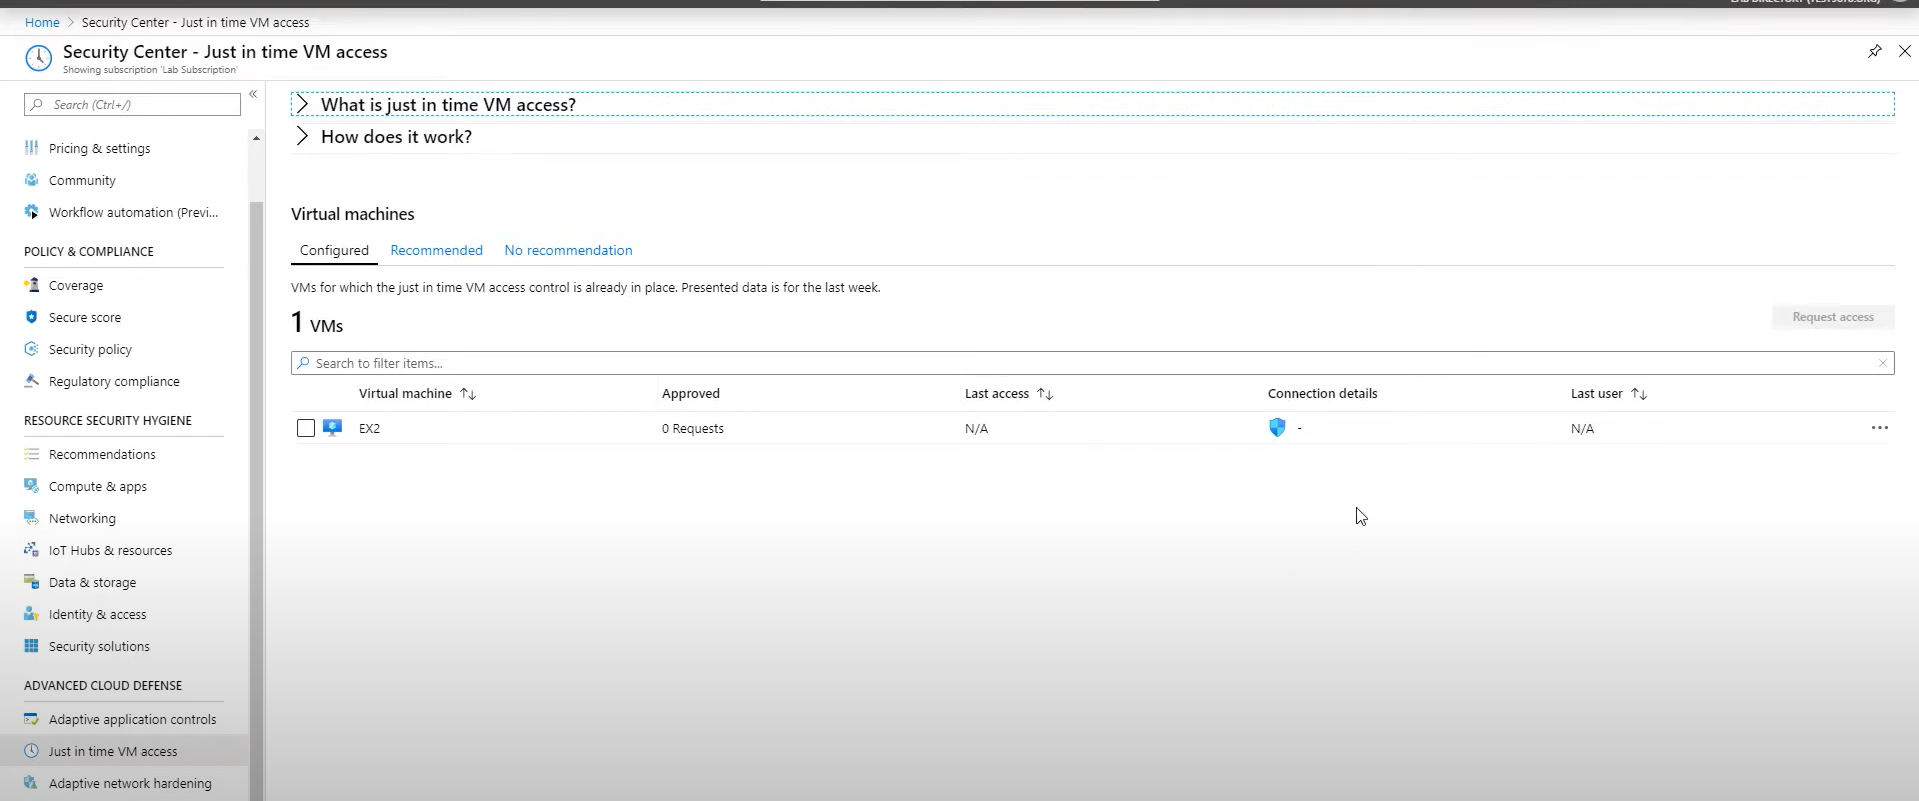 Home > Security Center - Just in time VM access
Security Center - Just in time VM access
Showing subscription 'Lab Subscription'
Search (Ctrl+/)
«
Pricing & settings
Community
Workflow automation (Previ...
POLICY & COMPLIANCE
Coverage
Secure score
Security policy
Regulatory compliance
RESOURCE SECURITY HYGIENE
Recommendations
Compute & apps
Networking
IoT Hubs & resources
Data & storage
Identity & access
Security solutions
ADVANCED CLOUD DEFENSE
Adaptive application controls
Just in time VM access
Adaptive network hardening
What is just in time VM access?
How does it work?
Virtual machines
Configured Recommended No recommendation
VMs for which the just in time VM access control is already in place. Presented data is for the last week.
1 VMs
Request access
Search to filter items...
Virtual machine Approved Last access Connection details Last user
EX2 0 Requests N/A - N/A ...